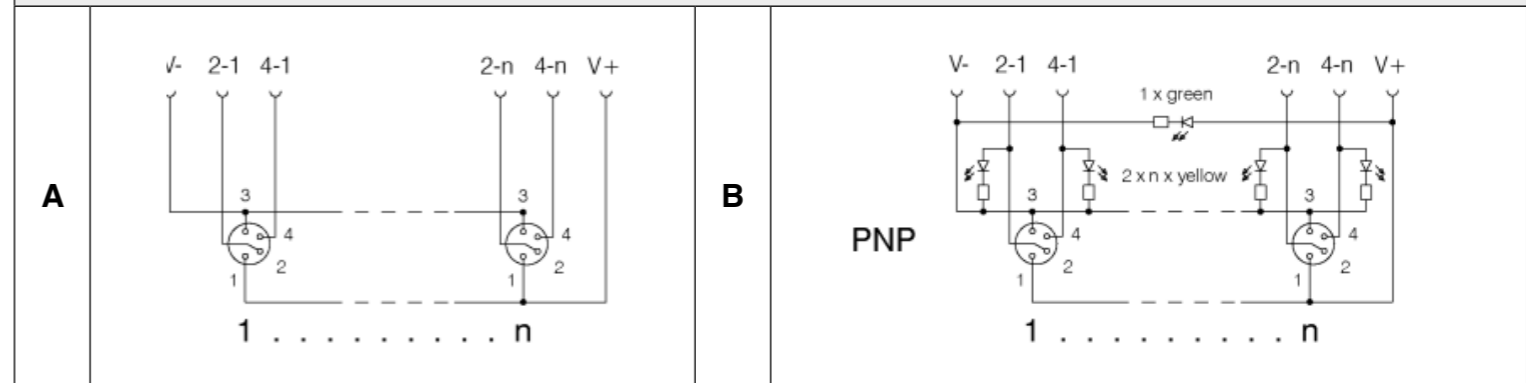 A
V- 2-1 4-1 2-n 4-n V+
3 4 2 1
4 2 1
1 . . . . . . . . . n
B
PNP
V- 2-1 4-1 2-n 4-n V+
1 x green
2 x n x yellow
3 4 2 1
3 4 2 1
1 . . . . . . . . . n